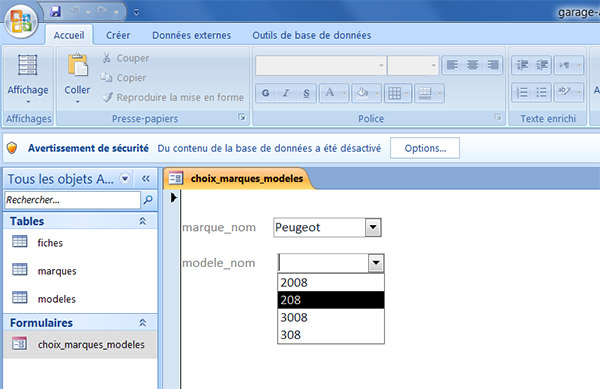 garage-a
Accueil Créer Données externes Outils de base de données
Affichage
Coller
Couper
Copier
Reproduire la mise en forme
G I S A
ab
Affichages Presse-papiers Police Texte enrichi
Avertissement de sécurité Du contenu de la base de données a été désactivé Options...
Tous les objets A... «
choix_marques_modeles
Rechercher...
Tables
fiches
marques
modeles
Formulaires
choix_marques_modeles
marque_nom Peugeot
modele_nom
2008
208
3008
308